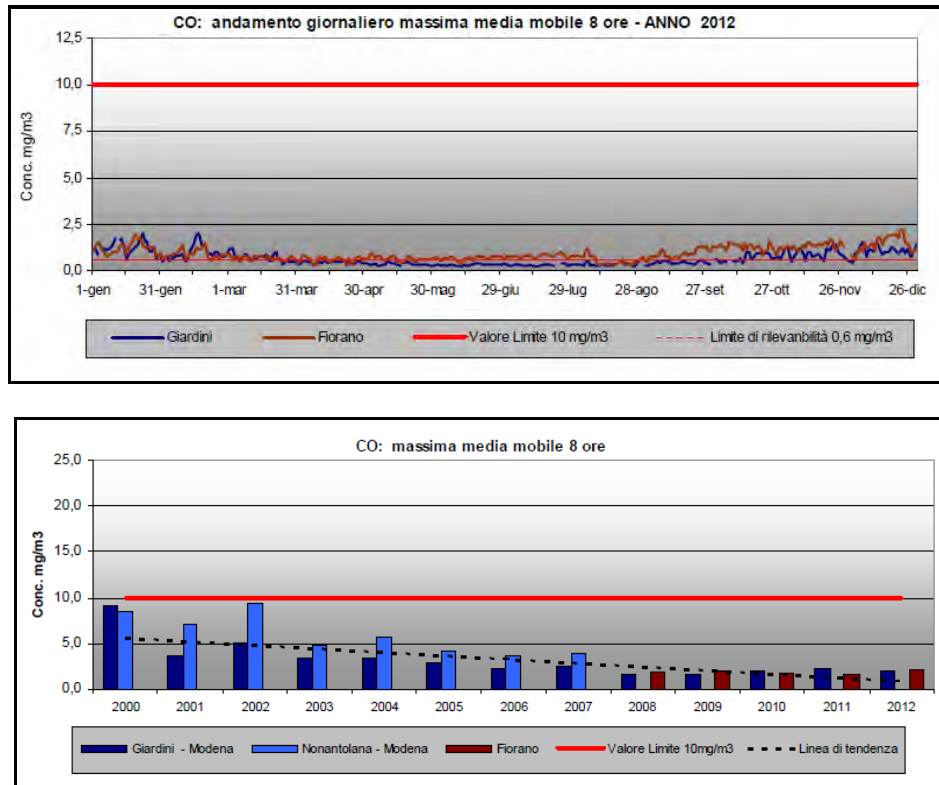 CO: andamento giornaliero massima media mobile 8 ore - ANNO 2012
12,5
10,0
7,5
5,0
2,5
0,0
Conc. mg/m3
1-gen 31-gen 1-mar 31-mar 30-apr 30-mag 29-giu 29-lug 28-ago 27-set 27-ott 26-nov 26-dic
Giardini Fiorano Valore Limite 10 mg/m3 Limite di rilevanbilità 0,6 mg/m3
CO: massima media mobile 8 ore
25,0
20,0
15,0
10,0
5,0
0,0
Conc. mg/m3
2000 2001 2002 2003 2004 2005 2006 2007 2008 2009 2010 2011 2012
Giardini - Modena Nonantolana - Modena Fiorano Valore Limite 10mg/m3 Linea di tendenza